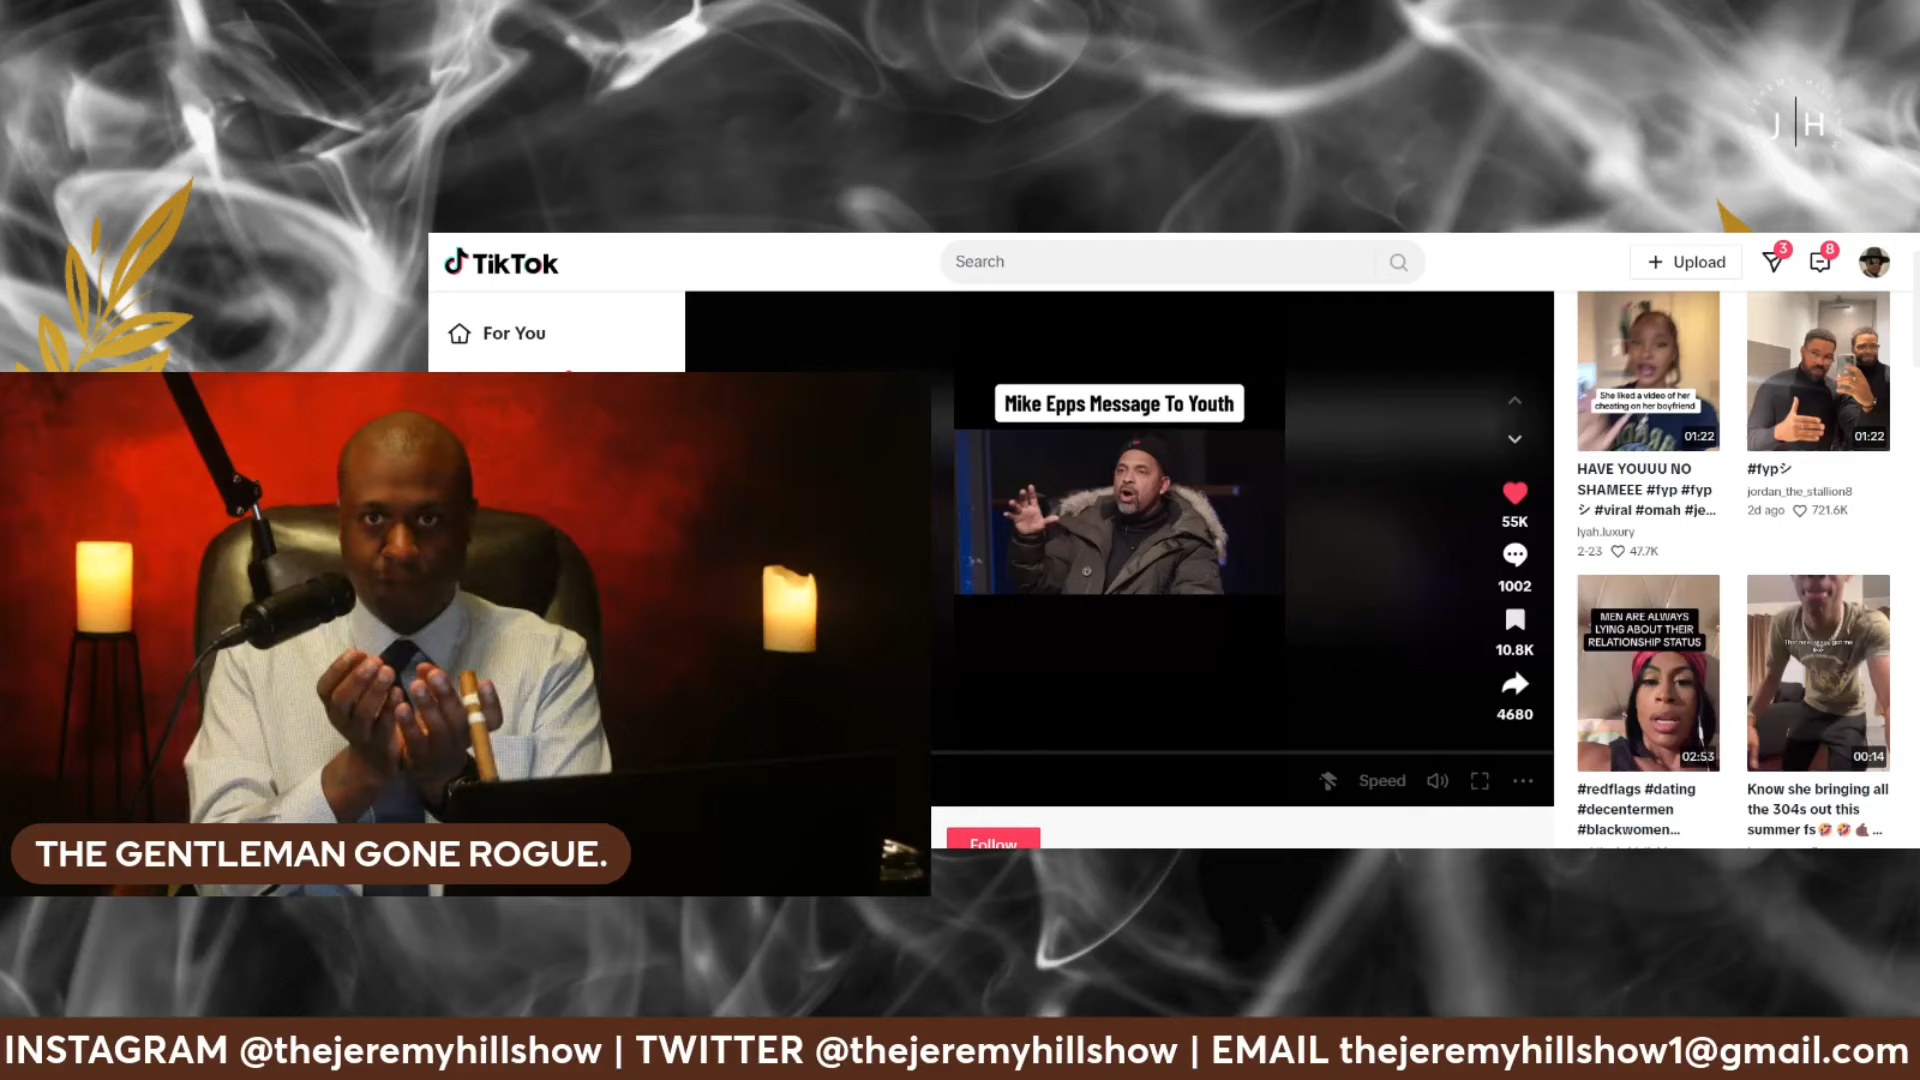 J | H
TikTok
Search
Upload
3
8
For You
Mike Epps Message To Youth
55K
1002
10.8K
4680
Speed
Follow
She liked a video of her
cheating on her boyfriend
01:22
HAVE YOUUU NO
SHAMEEE #fyp #fyp
シ #viral #omah #je...
lyah.luxury
2-23 47.7K
01:22
#fypシ
jordan_the_stallion8
2d ago 721.6K
MEN ARE ALWAYS
LYING ABOUT THEIR
RELATIONSHIP STATUS
02:53
#redflags #dating
#decentermen
#blackwomen...
00:14
Know she bringing all
the 304s out this
summer fs🤣🤣🤙🏾...
THE GENTLEMAN GONE ROGUE.
INSTAGRAM @thejeremyhillshow | TWITTER @thejeremyhillshow | EMAIL thejeremyhillshow1@gmail.com